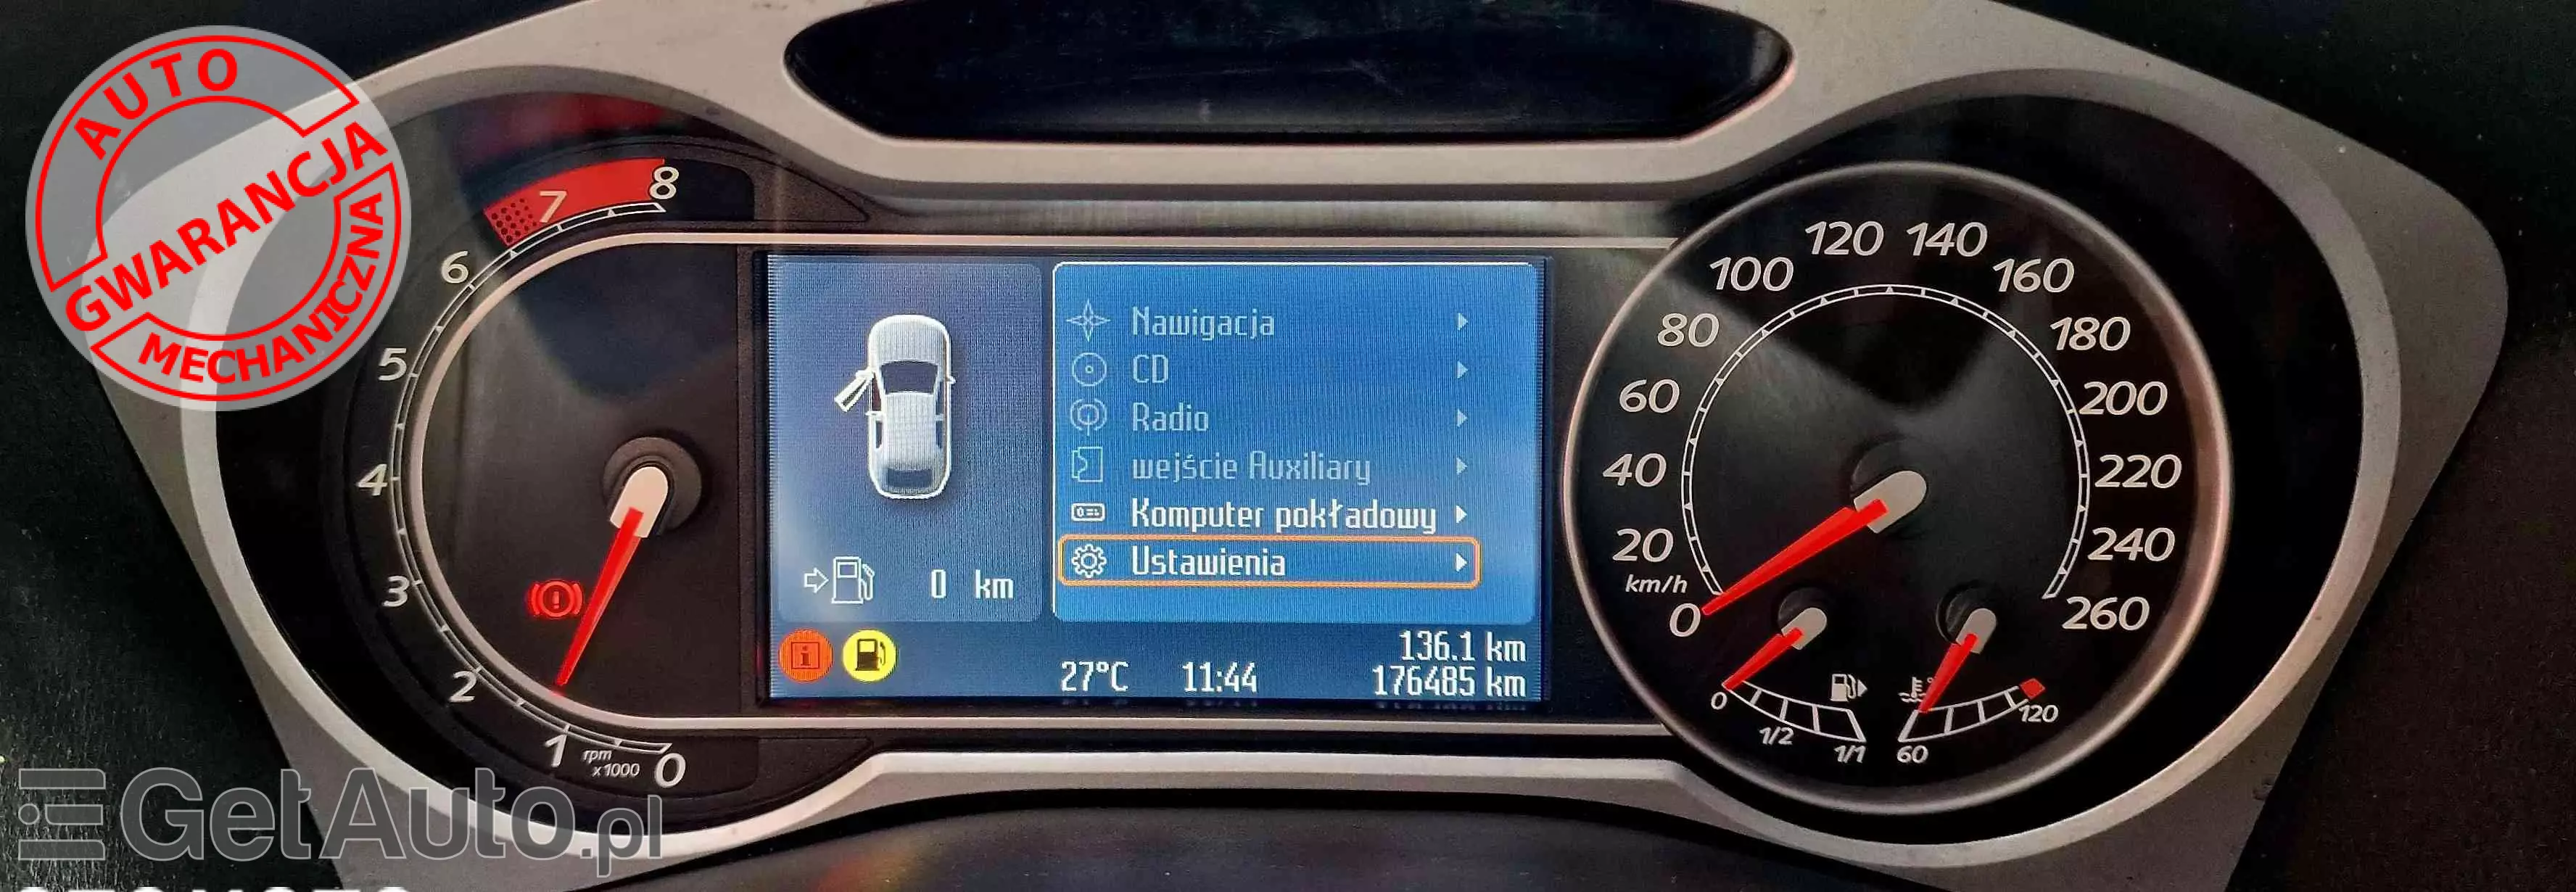 AUTO
GWARANCJA
MECHANICZNA
8
7
6
5
4
3
2
1
0
rpm
x1000
Nawigacja
CD
Radio
wejście Auxiliary
Komputer pokładowy
Ustawienia
0 km
136.1 km
27°C 11:44 176485 km
0
20
40
60
80
100
120
140
160
180
200
220
240
260
km/h
0
1/2
1/1
60
120
GetAuto.pl